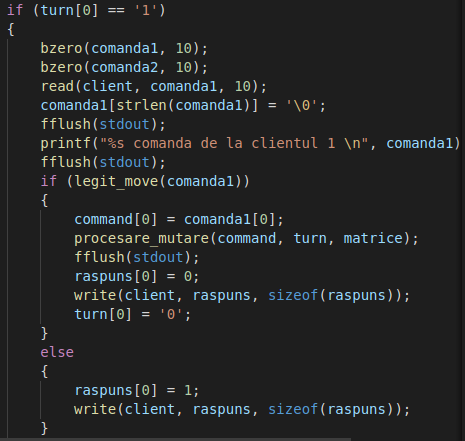 if (turn[0] == '1')
{
bzero(comanda1, 10);
bzero(comanda2, 10);
read(client, comanda1, 10);
comanda1[strlen(comanda1)] = '\0';
fflush(stdout);
printf("%s comanda de la clientul 1 \n", comanda1)
fflush(stdout);
if (legit_move(comanda1))
{
command[0] = comanda1[0];
procesare_mutare(command, turn, matrice);
fflush(stdout);
raspuns[0] = 0;
write(client, raspuns, sizeof(raspuns));
turn[0] = '0';
}
else
{
raspuns[0] = 1;
write(client, raspuns, sizeof(raspuns));
}